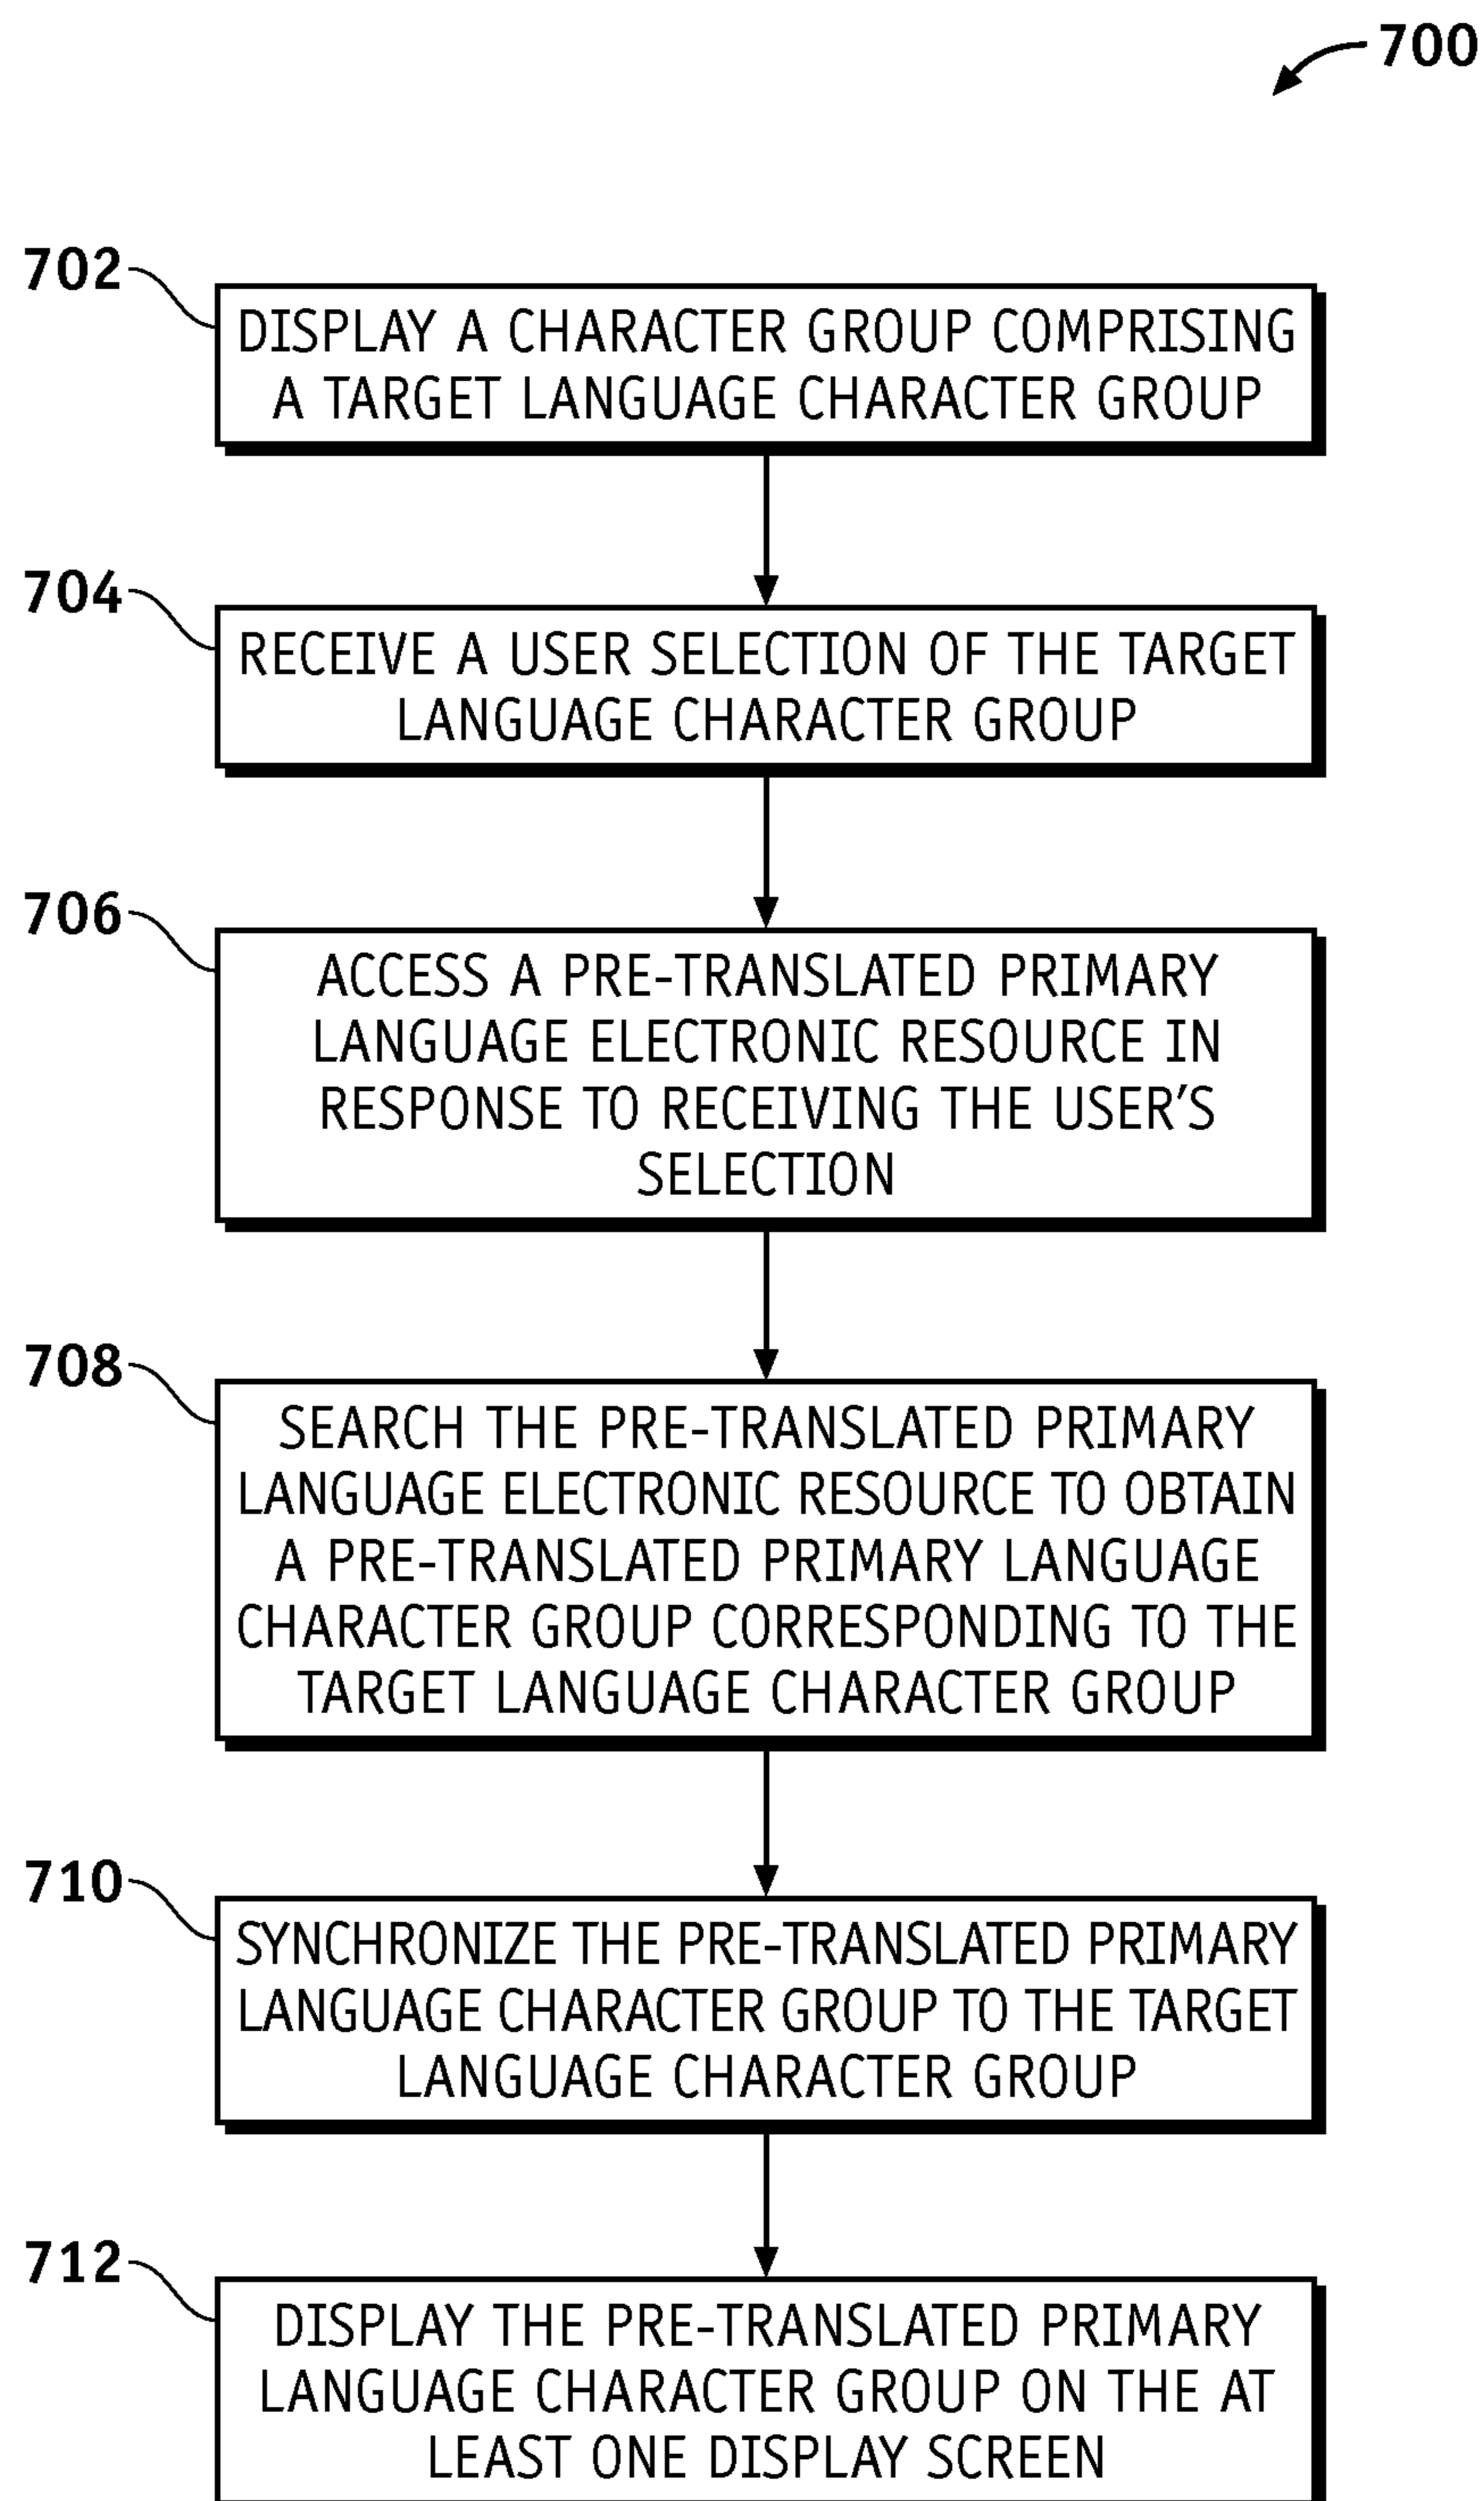 700
702
DISPLAY A CHARACTER GROUP COMPRISING
A TARGET LANGUAGE CHARACTER GROUP
704
RECEIVE A USER SELECTION OF THE TARGET
LANGUAGE CHARACTER GROUP
706
ACCESS A PRE-TRANSLATED PRIMARY
LANGUAGE ELECTRONIC RESOURCE IN
RESPONSE TO RECEIVING THE USER'S
SELECTION
708
SEARCH THE PRE-TRANSLATED PRIMARY
LANGUAGE ELECTRONIC RESOURCE TO OBTAIN
A PRE-TRANSLATED PRIMARY LANGUAGE
CHARACTER GROUP CORRESPONDING TO THE
TARGET LANGUAGE CHARACTER GROUP
710
SYNCHRONIZE THE PRE-TRANSLATED PRIMARY
LANGUAGE CHARACTER GROUP TO THE TARGET
LANGUAGE CHARACTER GROUP
712
DISPLAY THE PRE-TRANSLATED PRIMARY
LANGUAGE CHARACTER GROUP ON THE AT
LEAST ONE DISPLAY SCREEN